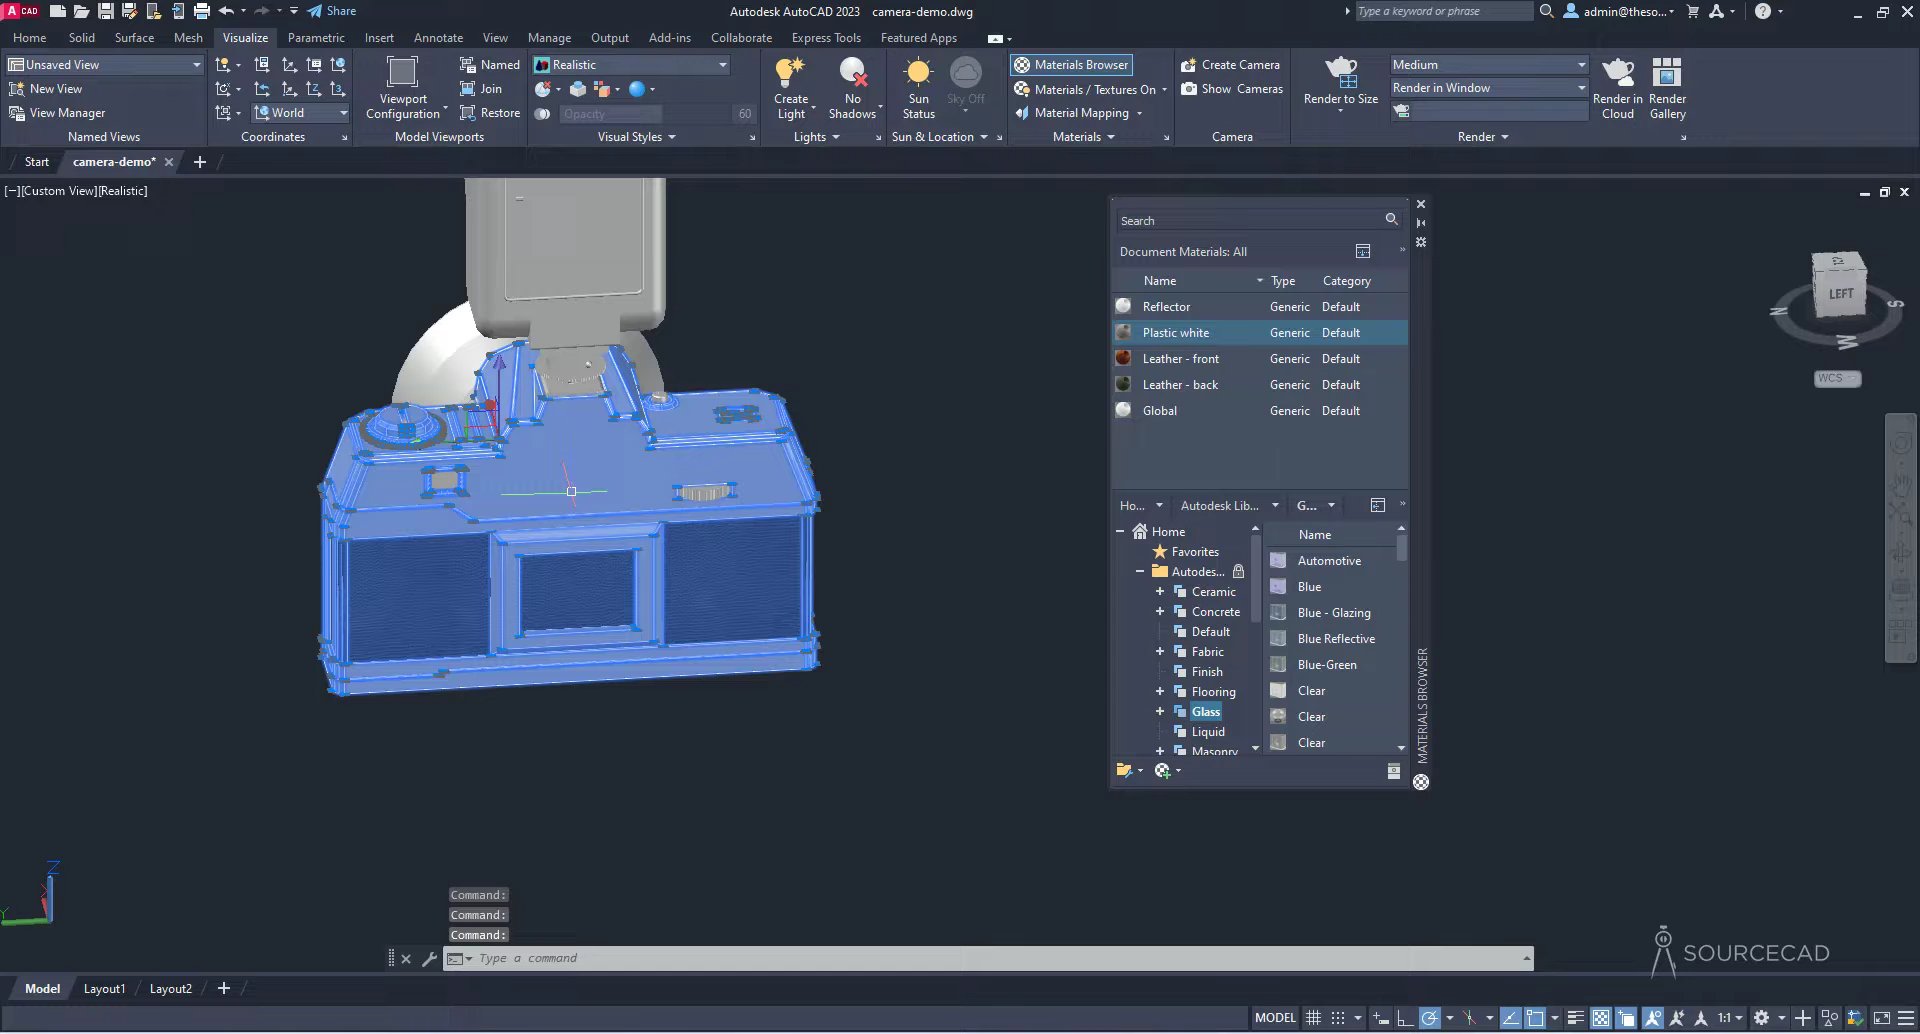 A CAD
Share
Autodesk AutoCAD 2023 camera-demo.dwg
Type a keyword or phrase
admin@theso...
Home Solid Surface Mesh Visualize Parametric Insert Annotate View Manage Output Add-ins Collaborate Express Tools Featured Apps
Unsaved View
New View
View Manager
Named Views
World
Coordinates
Viewport
Configuration
Named
Join
Restore
Model Viewports
Realistic
Opacity 60
Visual Styles
Create
Light
No
Shadows
Lights
Sun
Status
Sky Off
Sun & Location
Materials Browser
Materials / Textures On
Material Mapping
Materials
Create Camera
Show Cameras
Camera
Render to Size
Medium
Render in Window
Render in
Cloud
Render
Gallery
Render
Start camera-demo*
[−][Custom View][Realistic]
Search
Document Materials: All
Name Type Category
Reflector Generic Default
Plastic white Generic Default
Leather - front Generic Default
Leather - back Generic Default
Global Generic Default
Ho... Autodesk Lib... G...
Home
Favorites
Autodes...
Ceramic
Concrete
Default
Fabric
Finish
Flooring
Glass
Liquid
Masonry
Name
Automotive
Blue
Blue - Glazing
Blue Reflective
Blue-Green
Clear
Clear
Clear
MATERIALS BROWSER
LEFT
N
S
W
WCS
Z
X
Y
Command:
Command:
Command:
Type a command
SOURCECAD
Model Layout1 Layout2
MODEL
1:1